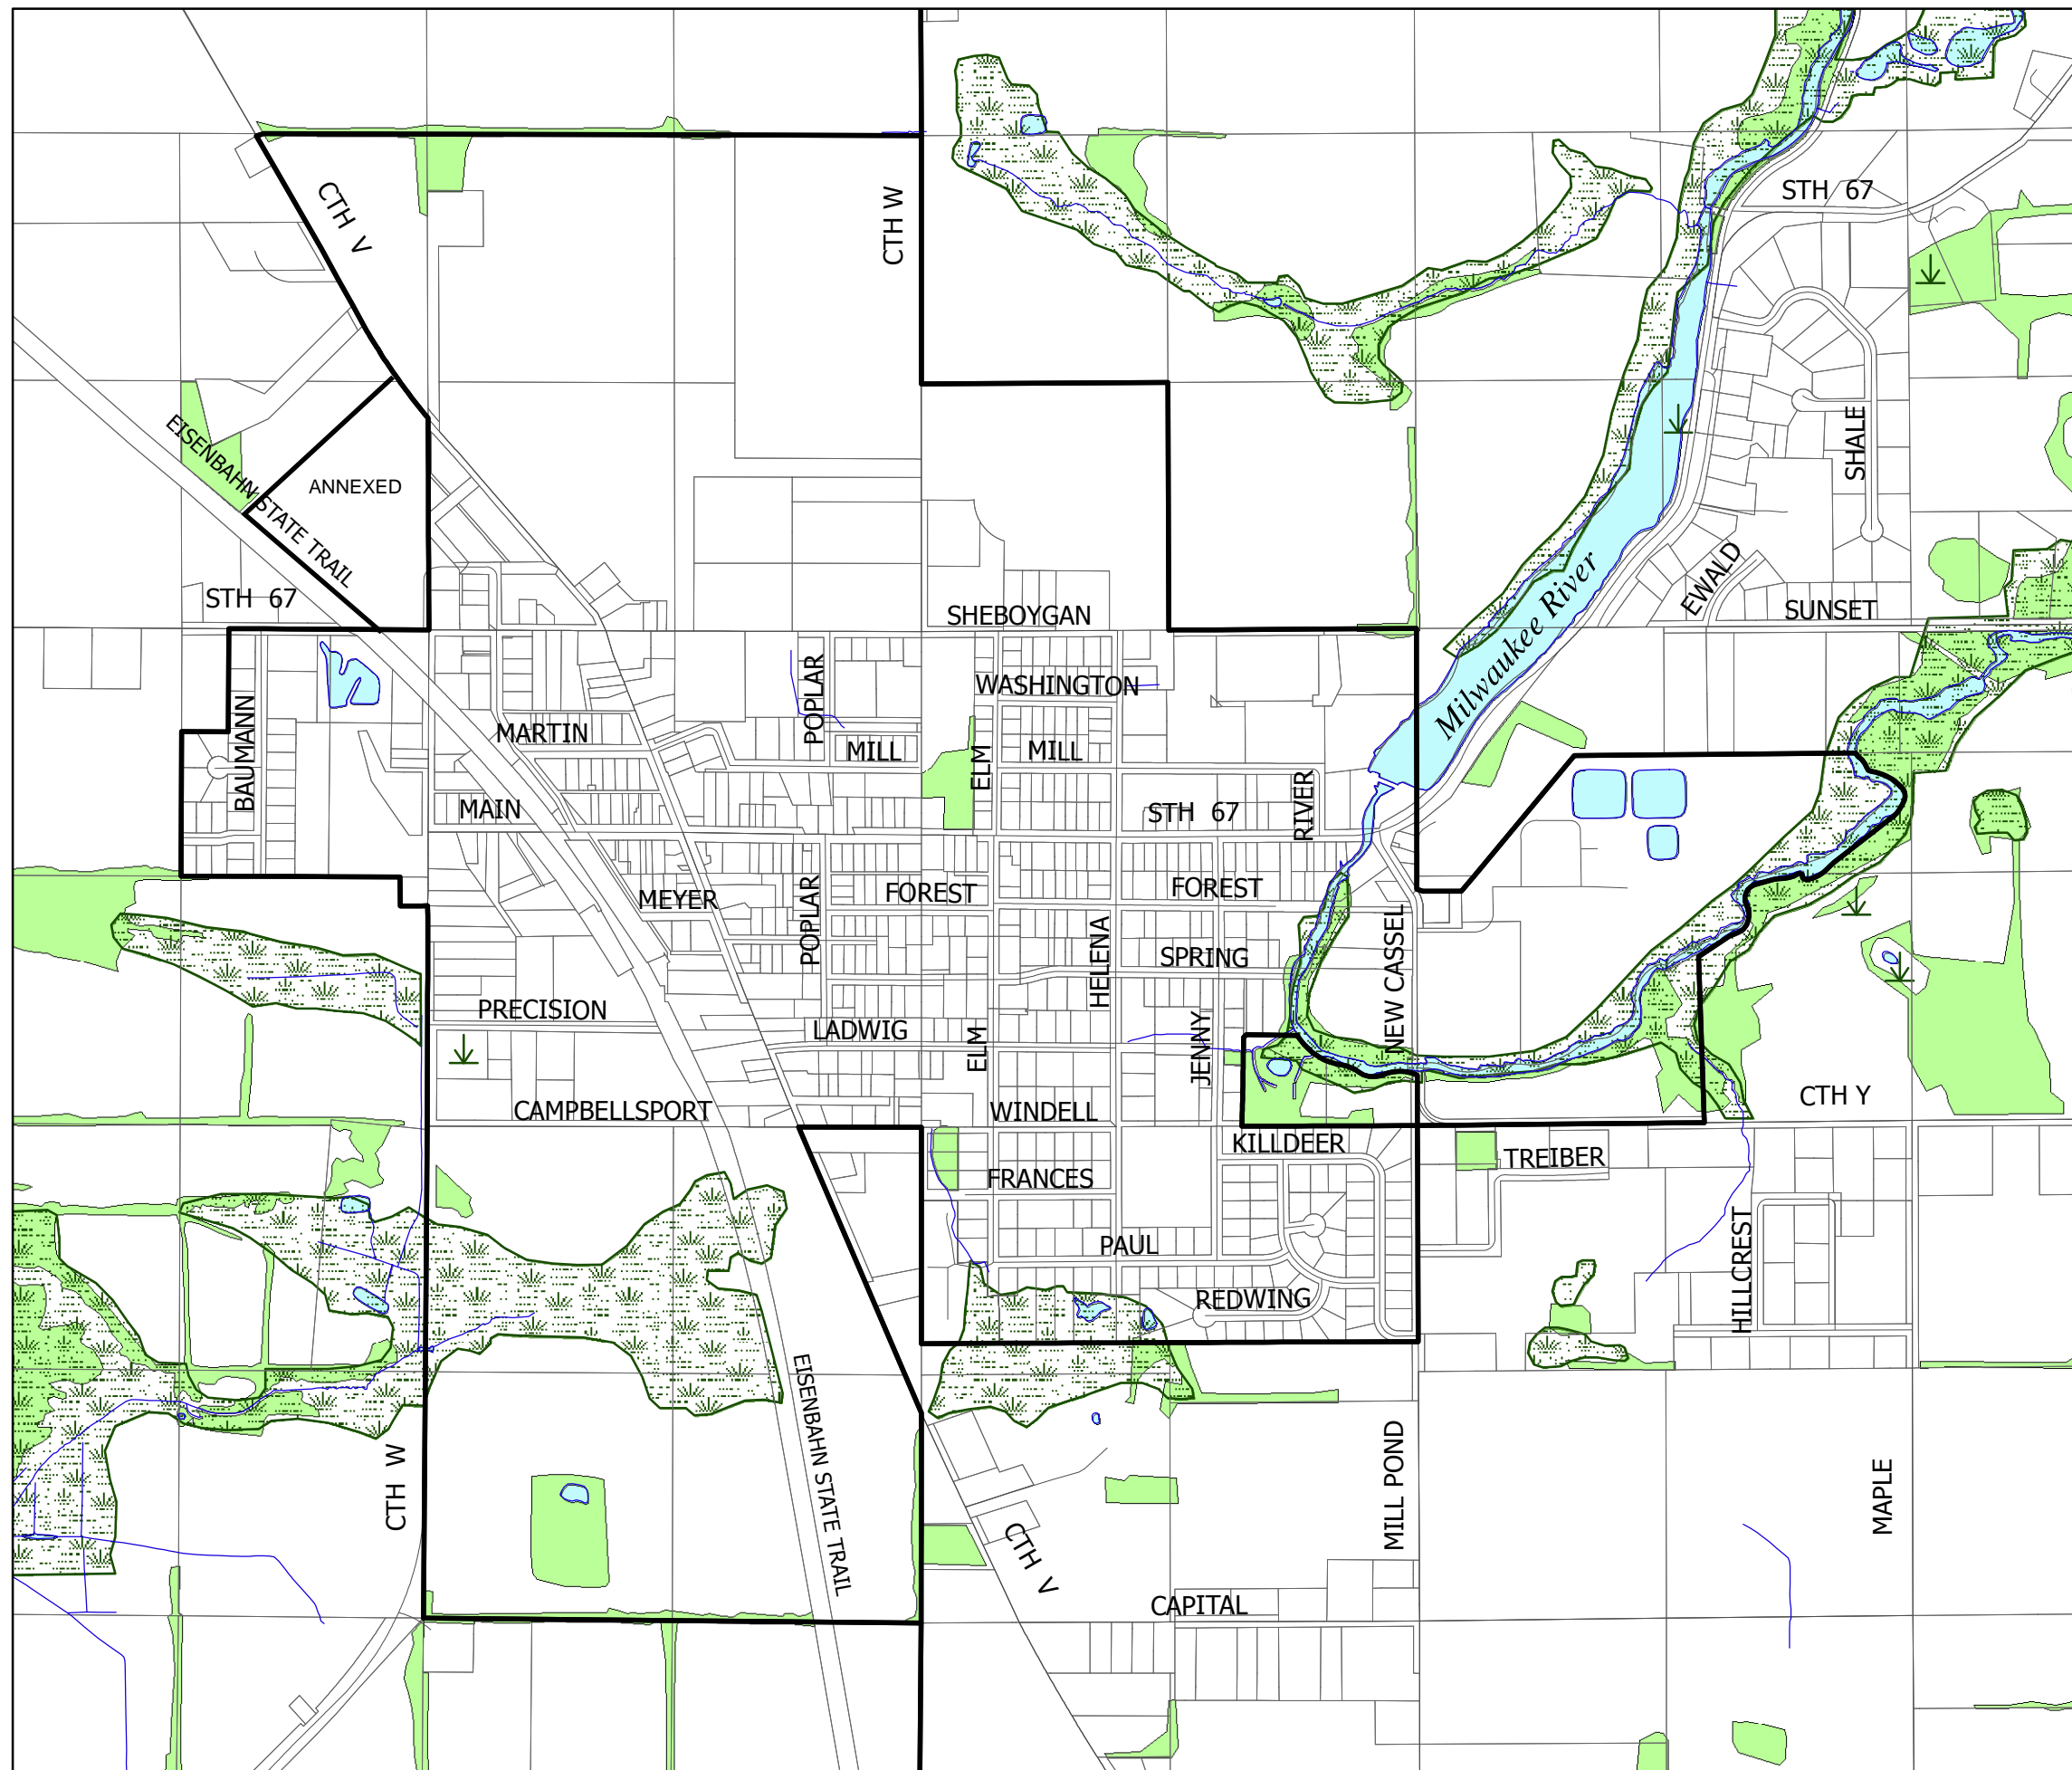 STH 67
CTH V
CTH W
SHALE
EISENBAHN STATE TRAIL
ANNEXED
Milwaukee River
EWALD
STH 67
SHEBOYGAN
SUNSET
WASHINGTON
POPLAR
BAUMANN
MARTIN
MILL
ELM
MILL
MAIN
STH 67
RIVER
MEYER
POPLAR
FOREST
FOREST
HELENA
SPRING
NEW CASSEL
PRECISION
LADWIG
ELM
JENNY
CAMPBELLSPORT
WINDELL
CTH Y
KILLDEER
TREIBER
FRANCES
PAUL
HILLCREST
REDWING
EISENBAHN STATE TRAIL
CTH W
MILL POND
MAPLE
CTH V
CAPITAL